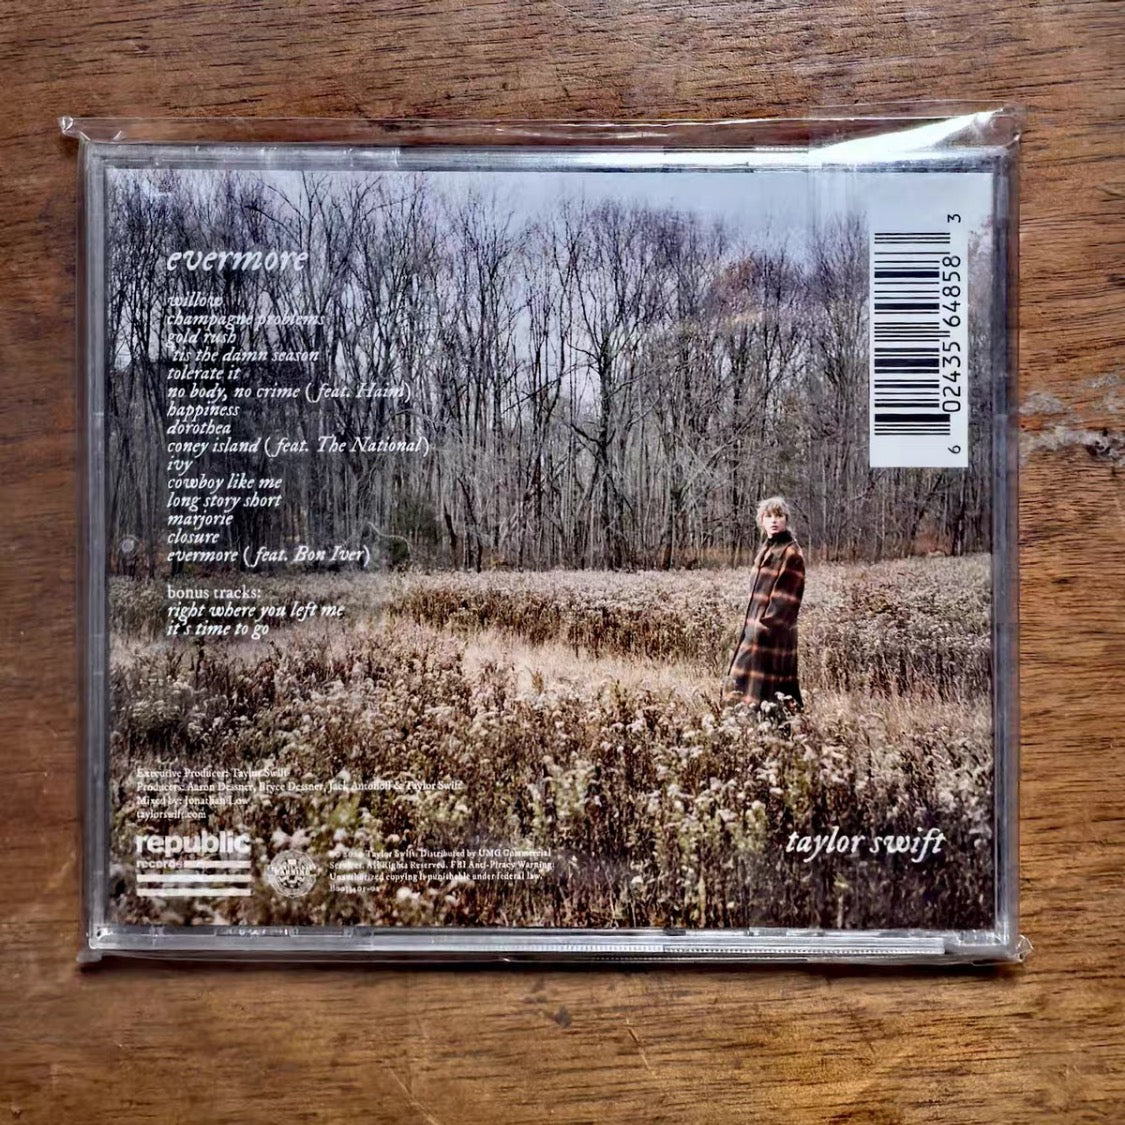 evermore
willow
champagne problems
gold rush
'tis the damn season
tolerate it
no body, no crime (feat. Haim)
happiness
dorothea
coney island (feat. The National)
ivy
cowboy like me
long story short
marjorie
closure
evermore (feat. Bon Iver)
bonus tracks:
right where you left me
it's time to go
Executive Producer: Taylor Swift
Producers: Aaron Dessner, Bryce Dessner, Jack Antonoff & Taylor Swift
Mixed by: Jonathan Low
taylorswift.com
republic
records
2020 Taylor Swift. Distributed by UMG Commercial
Services. All Rights Reserved. FBI Anti-Piracy Warning:
Unauthorized copying is punishable under federal law.
taylor swift
6 02435 64858 3